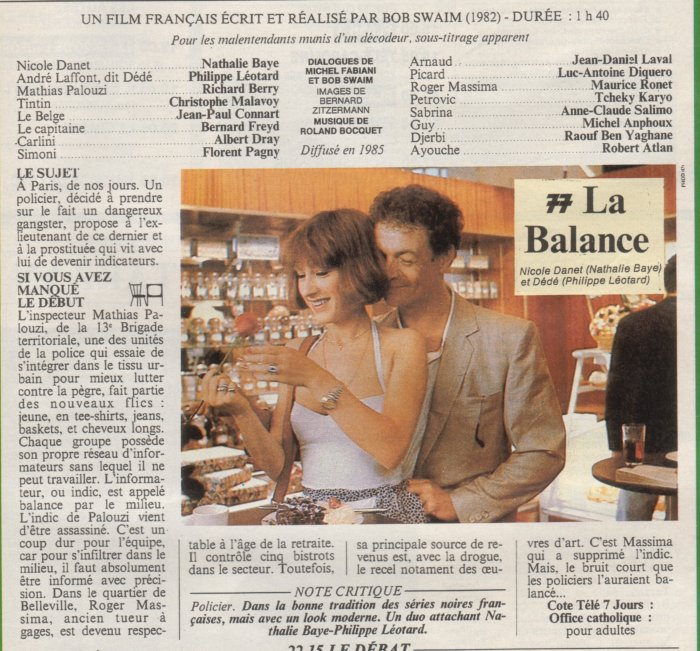 UN FILM FRANÇAIS ÉCRIT ET RÉALISÉ PAR BOB SWAIM (1982) - DURÉE : 1 h 40
Pour les malentendants munis d'un décodeur, sous-titrage apparent
Nicole Danet Nathalie Baye
André Laffont, dit Dédé Philippe Léotard
Mathias Palouzi Richard Berry
Tintin Christophe Malavoy
Le Belge Jean-Paul Connart
Le capitaine Bernard Freyd
Carlini Albert Dray
Simoni Florent Pagny
DIALOGUES DE
MICHEL FABIANI
ET BOB SWAIM
IMAGES DE
BERNARD
ZITZERMANN
MUSIQUE DE
ROLAND BOCQUET
Diffusé en 1985
Arnaud Jean-Daniel Laval
Picard Luc-Antoine Diquero
Roger Massima Maurice Ronet
Petrovic Tcheky Karyo
Sabrina Anne-Claude Salimo
Guy Michel Anphoux
Djerbi Raouf Ben Yaghane
Ayouche Robert Atlan
LE SUJET
A Paris, de nos jours. Un
policier, décidé à prendre
sur le fait un dangereux
gangster, propose à l'ex-
lieutenant de ce dernier et
à la prostituée qui vit avec
lui de devenir indicateurs.
SI VOUS AVEZ
MANQUÉ
LE DÉBUT
L'inspecteur Mathias Pa-
louzi, de la 13e Brigade
territoriale, une des unités
de la police qui essaie de
s'intégrer dans le tissu ur-
bain pour mieux lutter
contre la pègre, fait partie
des nouveaux flics :
jeune, en tee-shirts, jeans,
baskets, et cheveux longs.
Chaque groupe possède
son propre réseau d'infor-
mateurs sans lequel il ne
peut travailler. L'informa-
teur, ou indic, est appelé
balance par le milieu.
L'indic de Palouzi vient
d'être assassiné. C'est un
coup dur pour l'équipe,
car pour s'infiltrer dans le
milieu, il faut absolument
être informé avec préci-
sion. Dans le quartier de
Belleville, Roger Mas-
sima, ancien tueur à
gages, est devenu respec-
77 La
Balance
Nicole Danet (Nathalie Baye)
et Dédé (Philippe Léotard)
table à l'âge de la retraite.
Il contrôle cinq bistrots
dans le secteur. Toutefois,
sa principale source de re-
venus est, avec la drogue,
le recel notamment des œu-
vres d'art. C'est Massima
qui a supprimé l'indic.
Mais, le bruit court que
les policiers l'auraient ba-
lancé...
Cote Télé 7 Jours :
Office catholique :
pour adultes
NOTE CRITIQUE
Policier. Dans la bonne tradition des séries noires fran-
çaises, mais avec un look moderne. Un duo attachant Na-
thalie Baye-Philippe Léotard.
22.15 LE DÉBAT